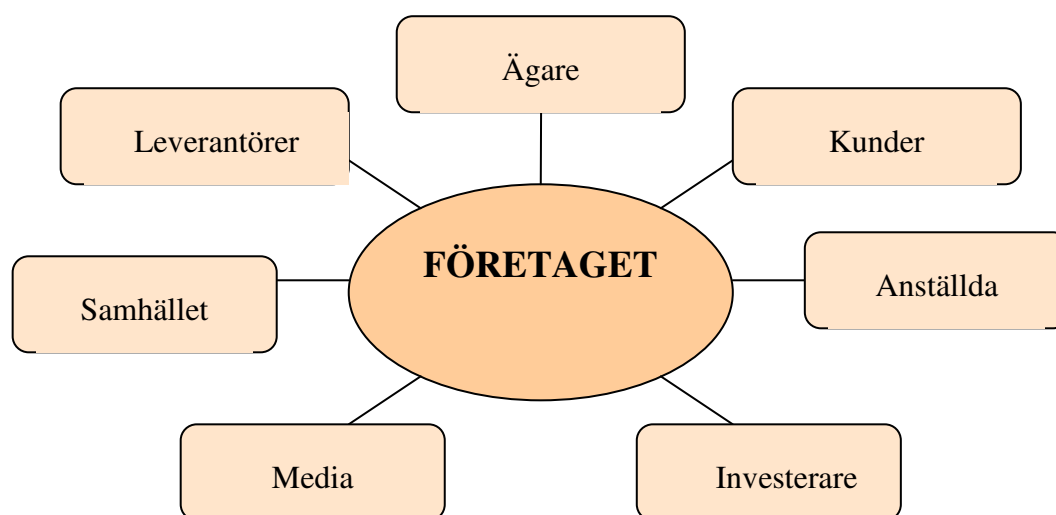 Ägare
Leverantörer
Kunder
FÖRETAGET
Samhället
Anställda
Media
Investerare